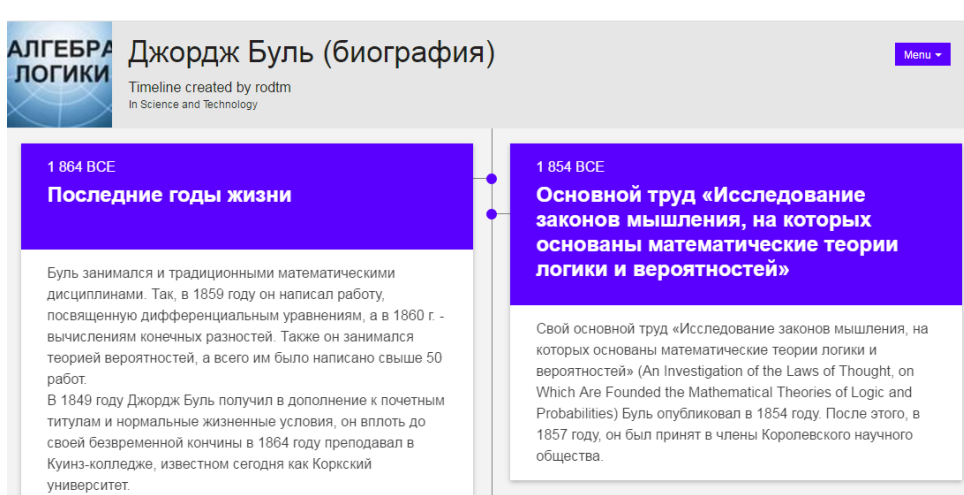 АЛГЕБРА
ЛОГИКИ
Джордж Буль (биография)
Timeline created by rodtm
In Science and Technology
Menu
1 864 BCE
Последние годы жизни
Буль занимался и традиционными математическими
дисциплинами. Так, в 1859 году он написал работу,
посвященную дифференциальным уравнениям, а в 1860 г. -
вычислениям конечных разностей. Также он занимался
теорией вероятностей, а всего им было написано свыше 50
работ.
В 1849 году Джордж Буль получил в дополнение к почетным
титулам и нормальные жизненные условия, он вплоть до
своей безвременной кончины в 1864 году преподавал в
Куинз-колледже, известном сегодня как Коркский
университет.
1 854 BCE
Основной труд «Исследование
законов мышления, на которых
основаны математические теории
логики и вероятностей»
Свой основной труд «Исследование законов мышления, на
которых основаны математические теории логики и
вероятностей» (An Investigation of the Laws of Thought, on
Which Are Founded the Mathematical Theories of Logic and
Probabilities) Буль опубликовал в 1854 году. После этого, в
1857 году, он был принят в члены Королевского научного
общества.